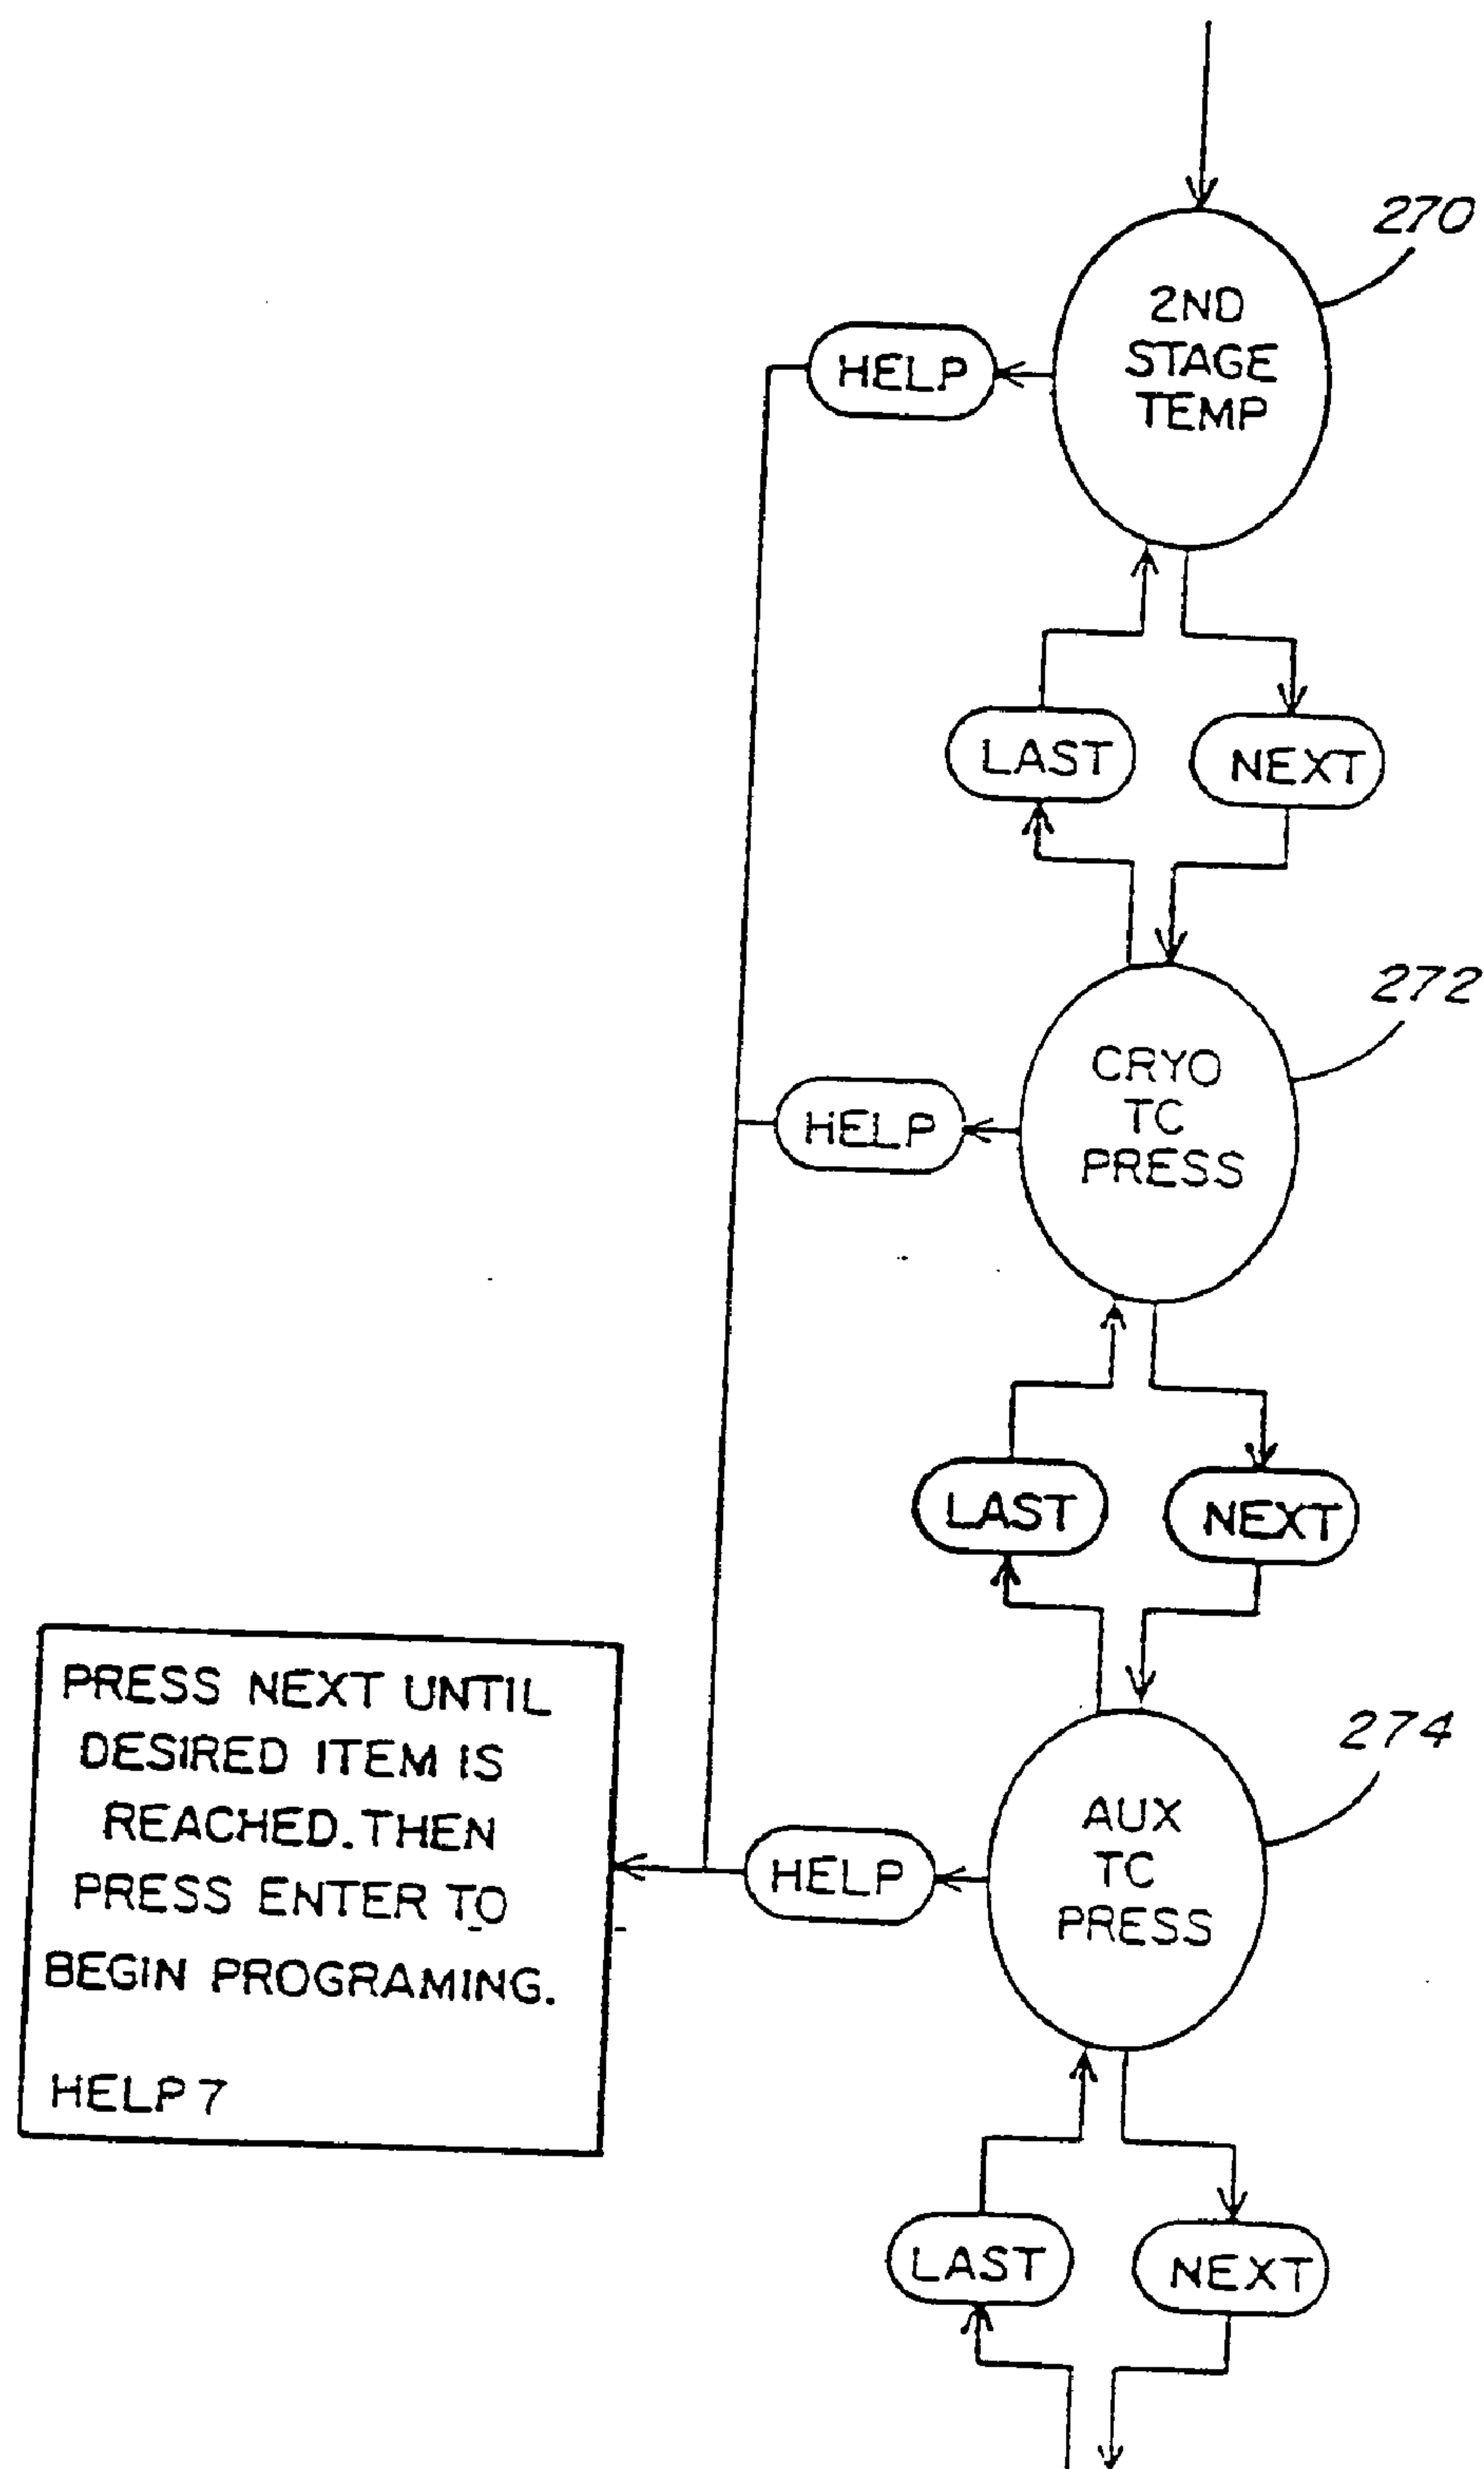 270
2ND
STAGE
TEMP
HELP
LAST
NEXT
272
CRYO
TC
PRESS
HELP
LAST
NEXT
274
AUX
TC
PRESS
HELP
PRESS NEXT UNTIL
DESIRED ITEM IS
REACHED. THEN
PRESS ENTER TO
BEGIN PROGRAMING.
HELP 7
LAST
NEXT